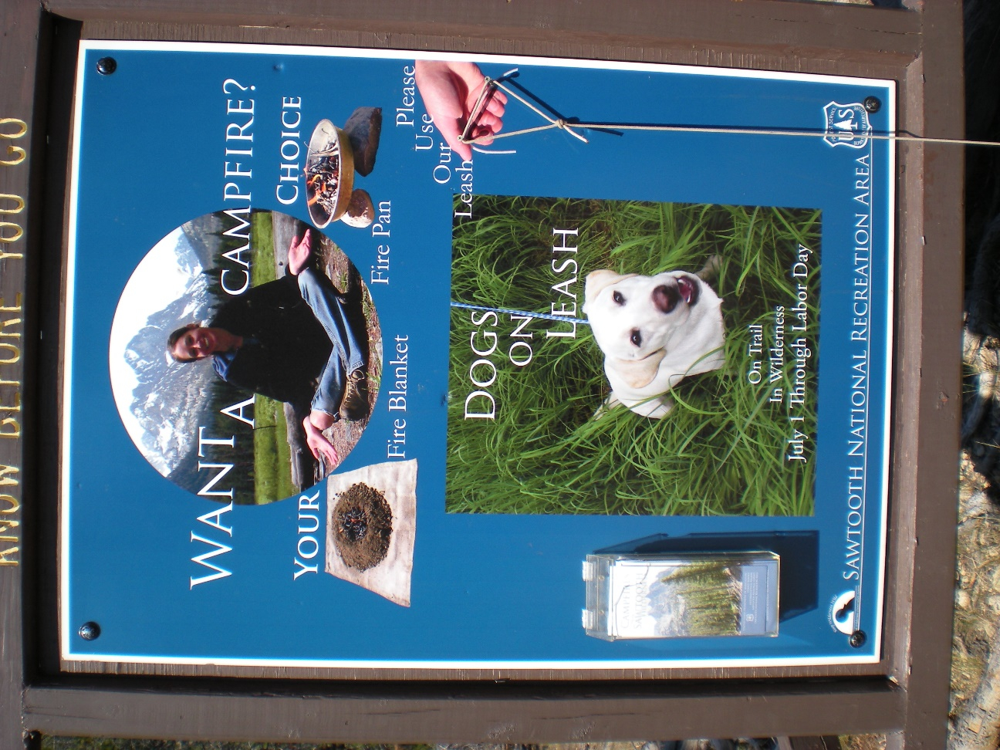 KNOW BEFORE YOU GO
WANT A CAMPFIRE?
YOUR CHOICE
Fire Blanket
Fire Pan
Please
Use
Our
Leash
DOGS
ON
LEASH
On Trail
In Wilderness
July 1 Through Labor Day
SAWTOOTH NATIONAL RECREATION AREA
UAS